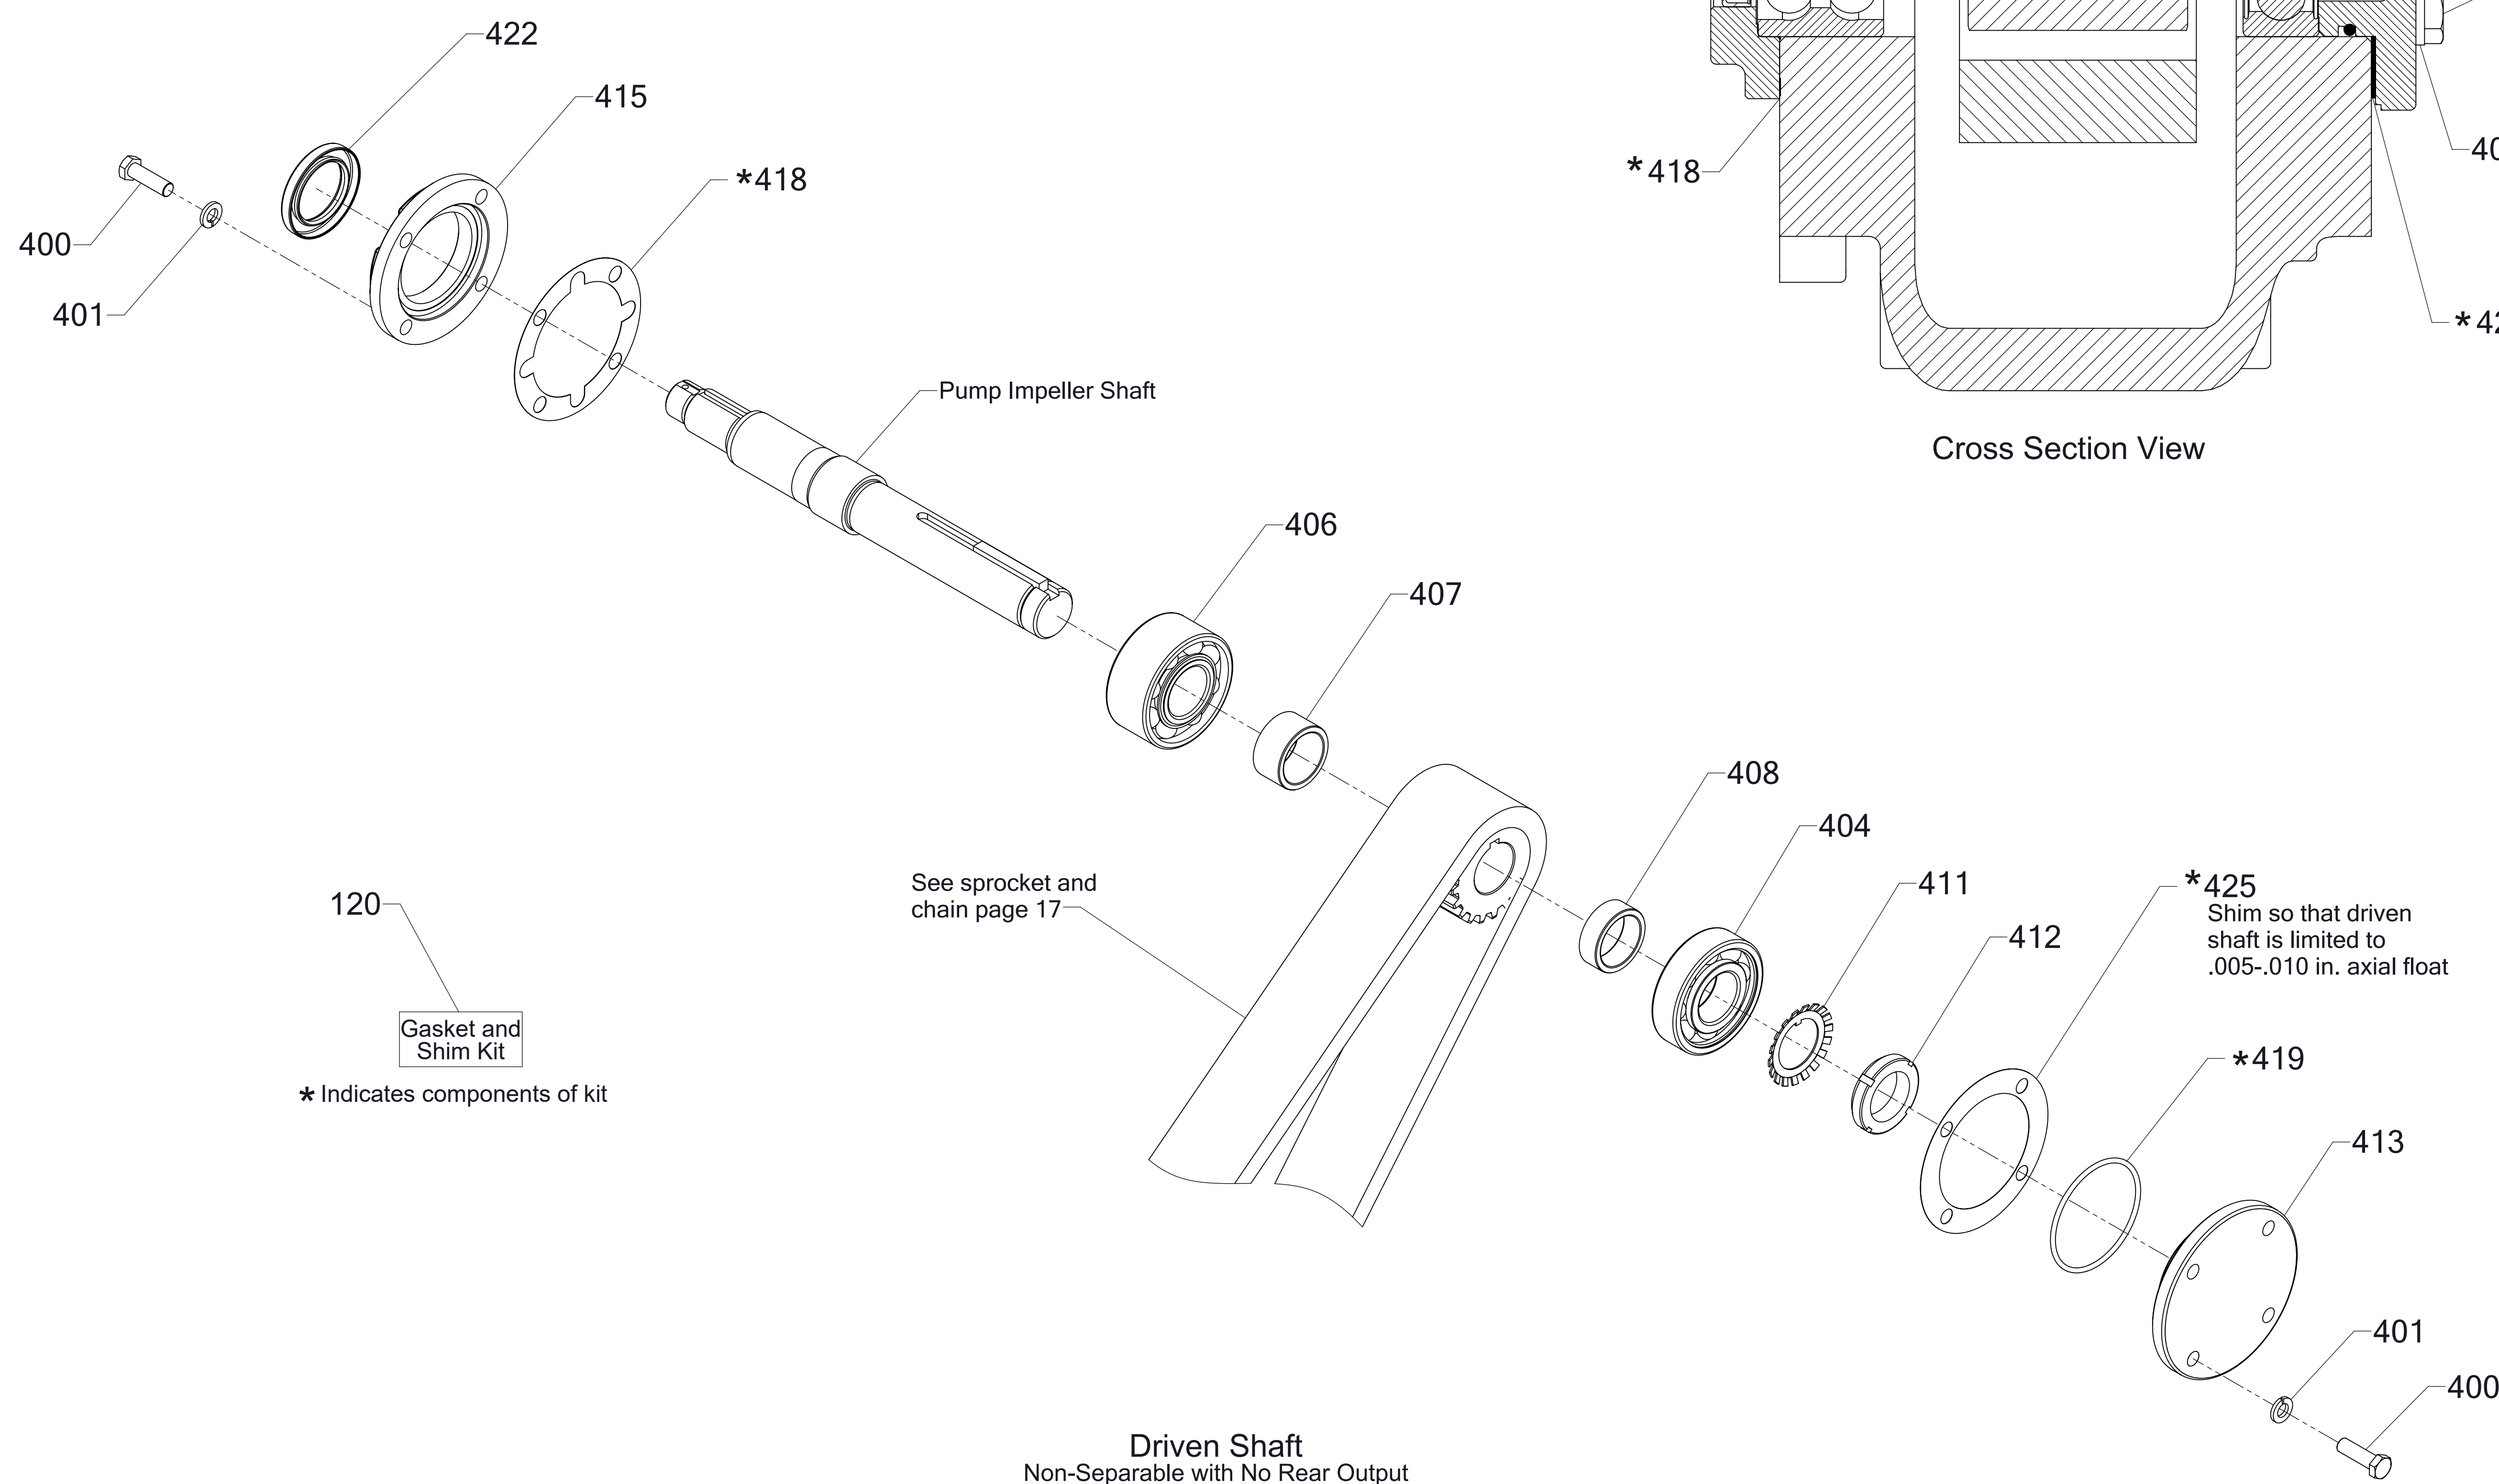 422
415
*418
400
401
Pump Impeller Shaft
*418
Cross Section View
406
407
408
404
See sprocket and
chain page 17
411
*425
Shim so that driven
shaft is limited to
.005-.010 in. axial float
412
120
Gasket and
Shim Kit
* Indicates components of kit
*419
413
401
400
Driven Shaft
Non-Separable with No Rear Output